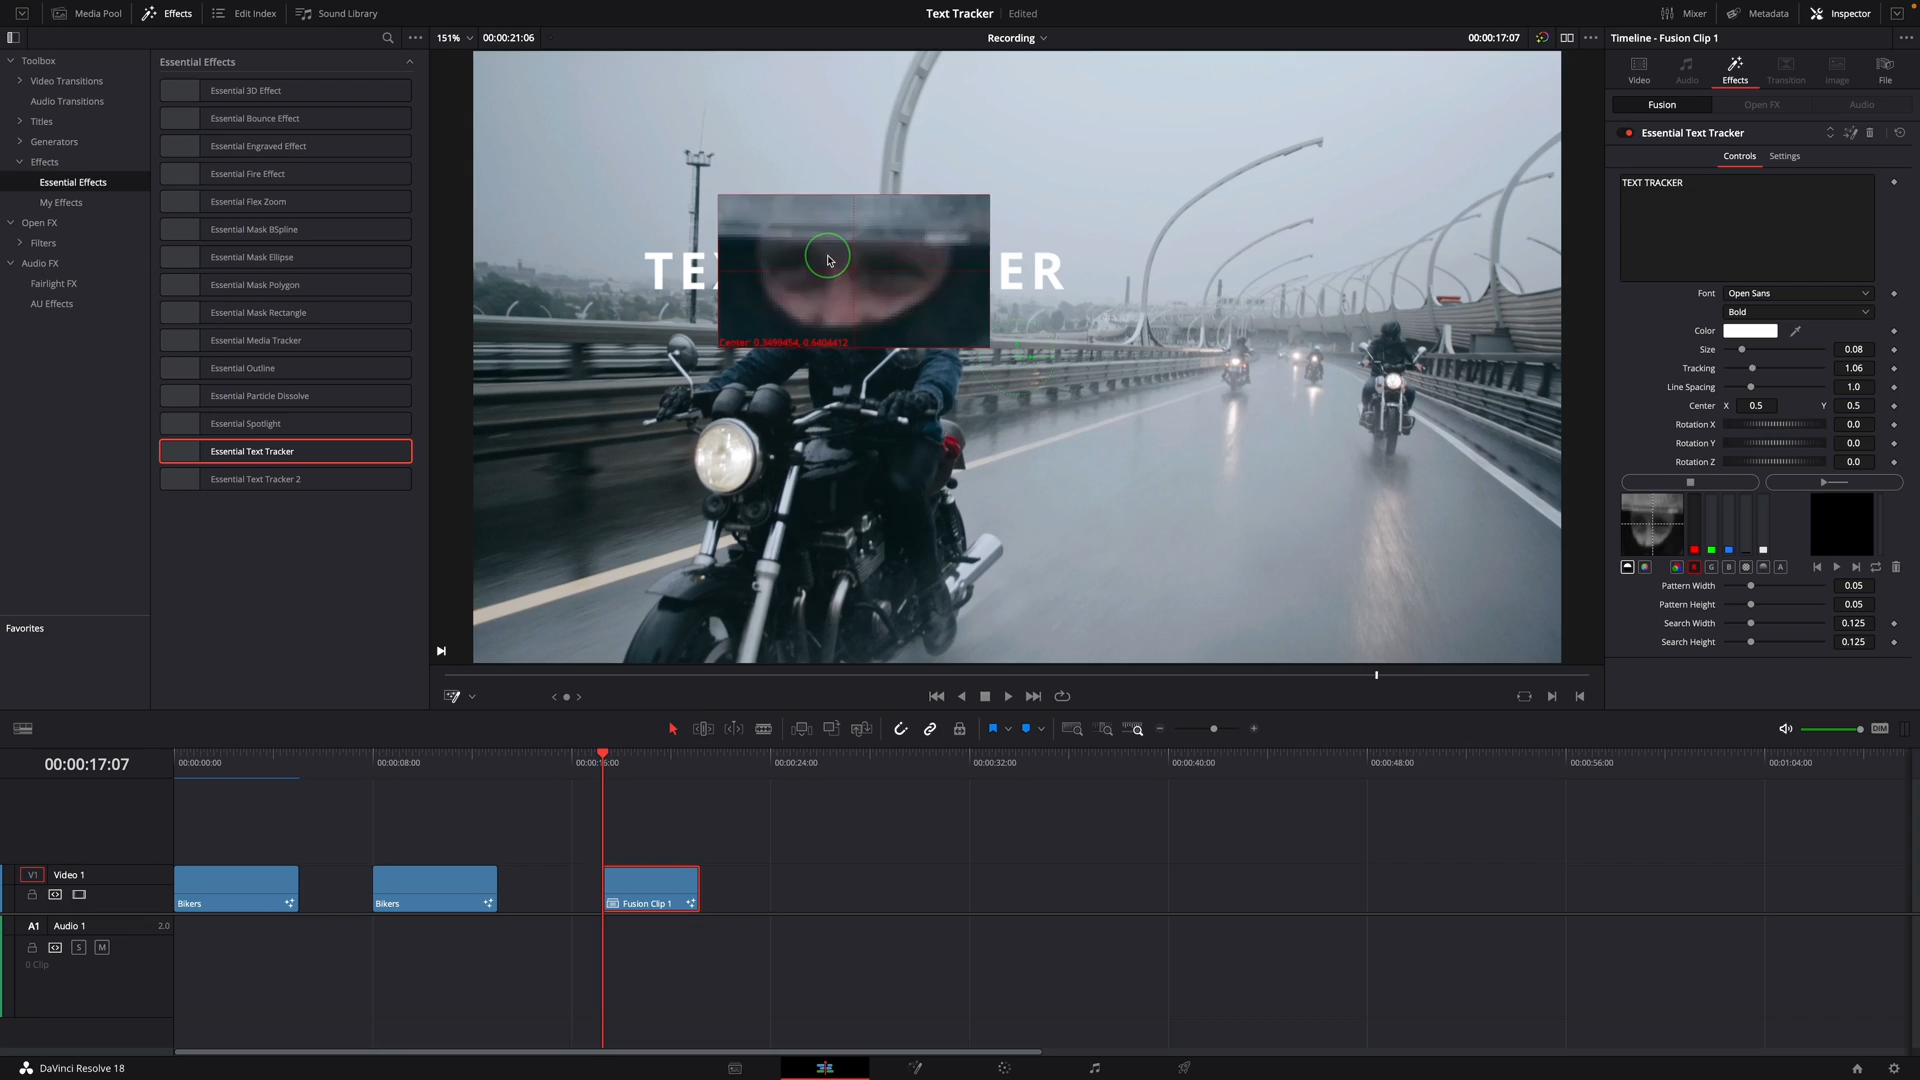 Media Pool
Effects
Edit Index
Sound Library
Text Tracker
Edited
Mixer
Metadata
Inspector
151%
00:00:21:06
Recording
00:00:17:07
Timeline - Fusion Clip 1
Toolbox
Video Transitions
Audio Transitions
Titles
Generators
Effects
Essential Effects
My Effects
Open FX
Filters
Audio FX
Fairlight FX
AU Effects
Favorites
Essential Effects
Essential 3D Effect
Essential Bounce Effect
Essential Engraved Effect
Essential Fire Effect
Essential Flex Zoom
Essential Mask BSpline
Essential Mask Ellipse
Essential Mask Polygon
Essential Mask Rectangle
Essential Media Tracker
Essential Outline
Essential Particle Dissolve
Essential Spotlight
Essential Text Tracker
Essential Text Tracker 2
ER
Center: 0.3499454, 0.6404412
Video
Audio
Effects
Transition
Image
File
Fusion
Open FX
Audio
Essential Text Tracker
Controls
Settings
TEXT TRACKER
Font
Open Sans
Bold
Color
Size
0.08
Tracking
1.06
Line Spacing
1.0
Center X
0.5
Y
0.5
Rotation X
0.0
Rotation Y
0.0
Rotation Z
0.0
R
G
B
A
Pattern Width
0.05
Pattern Height
0.05
Search Width
0.125
Search Height
0.125
DIM
00:00:17:07
00:00:00:00
00:00:08:00
00:00:24:00
00:00:32:00
00:00:40:00
00:00:48:00
00:00:56:00
00:01:04:00
V1
Video 1
Bikers
Bikers
Fusion Clip 1
A1
Audio 1
2.0
S
M
0 Clip
DaVinci Resolve 18